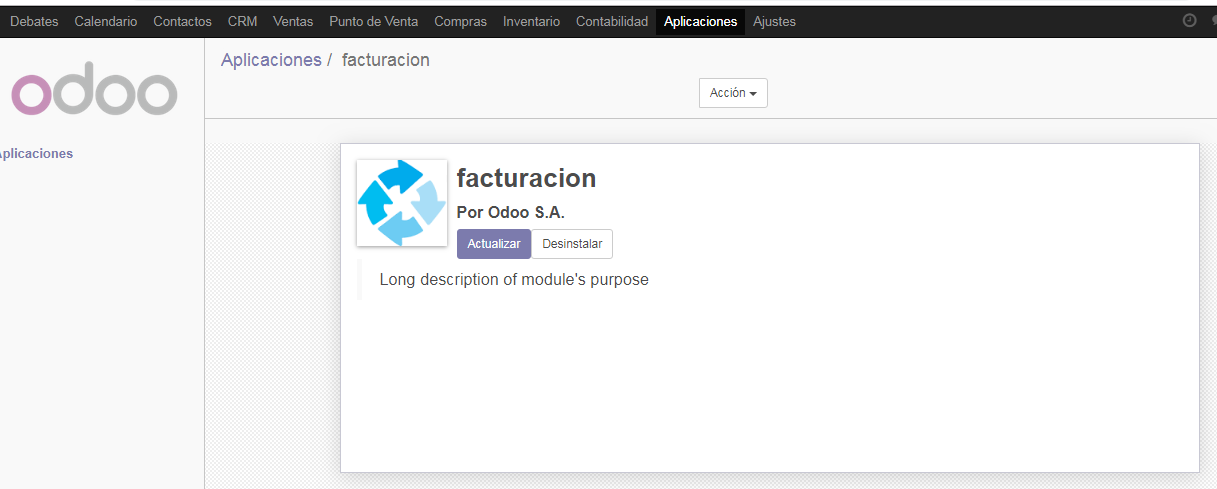 Debates Calendario Contactos CRM Ventas Punto de Venta Compras Inventario Contabilidad Aplicaciones Ajustes
odoo
Aplicaciones / facturacion
Acción
plicaciones
facturacion
Por Odoo S.A.
Actualizar Desinstalar
Long description of module's purpose